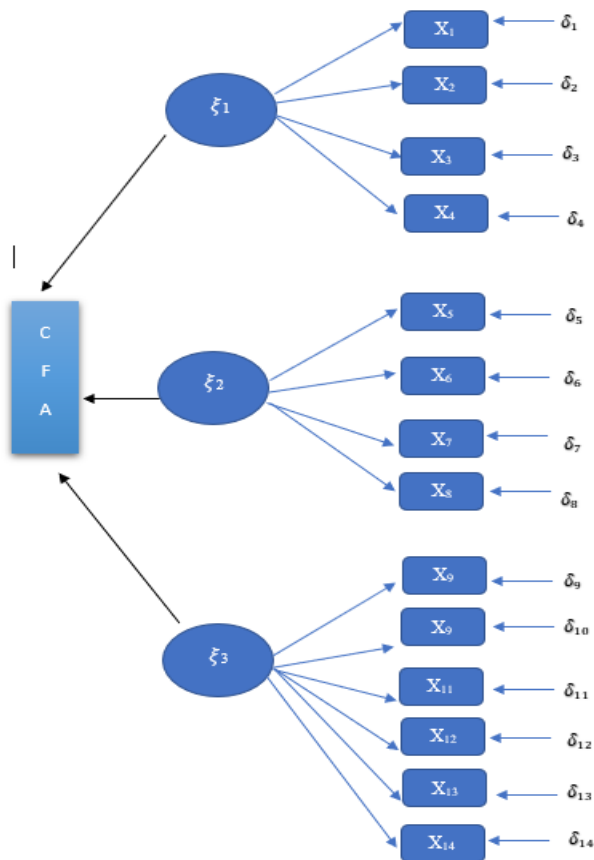 X₁ δ₁
X₂ δ₂
ξ1
X₃ δ₃
X₄ δ₄
C
F
A
X₅ δ₅
X₆ δ₆
ξ2
X₇ δ₇
X₈ δ₈
X₉ δ₉
X₉ δ₁₀
ξ3
X₁₁ δ₁₁
X₁₂ δ₁₂
X₁₃ δ₁₃
X₁₄ δ₁₄